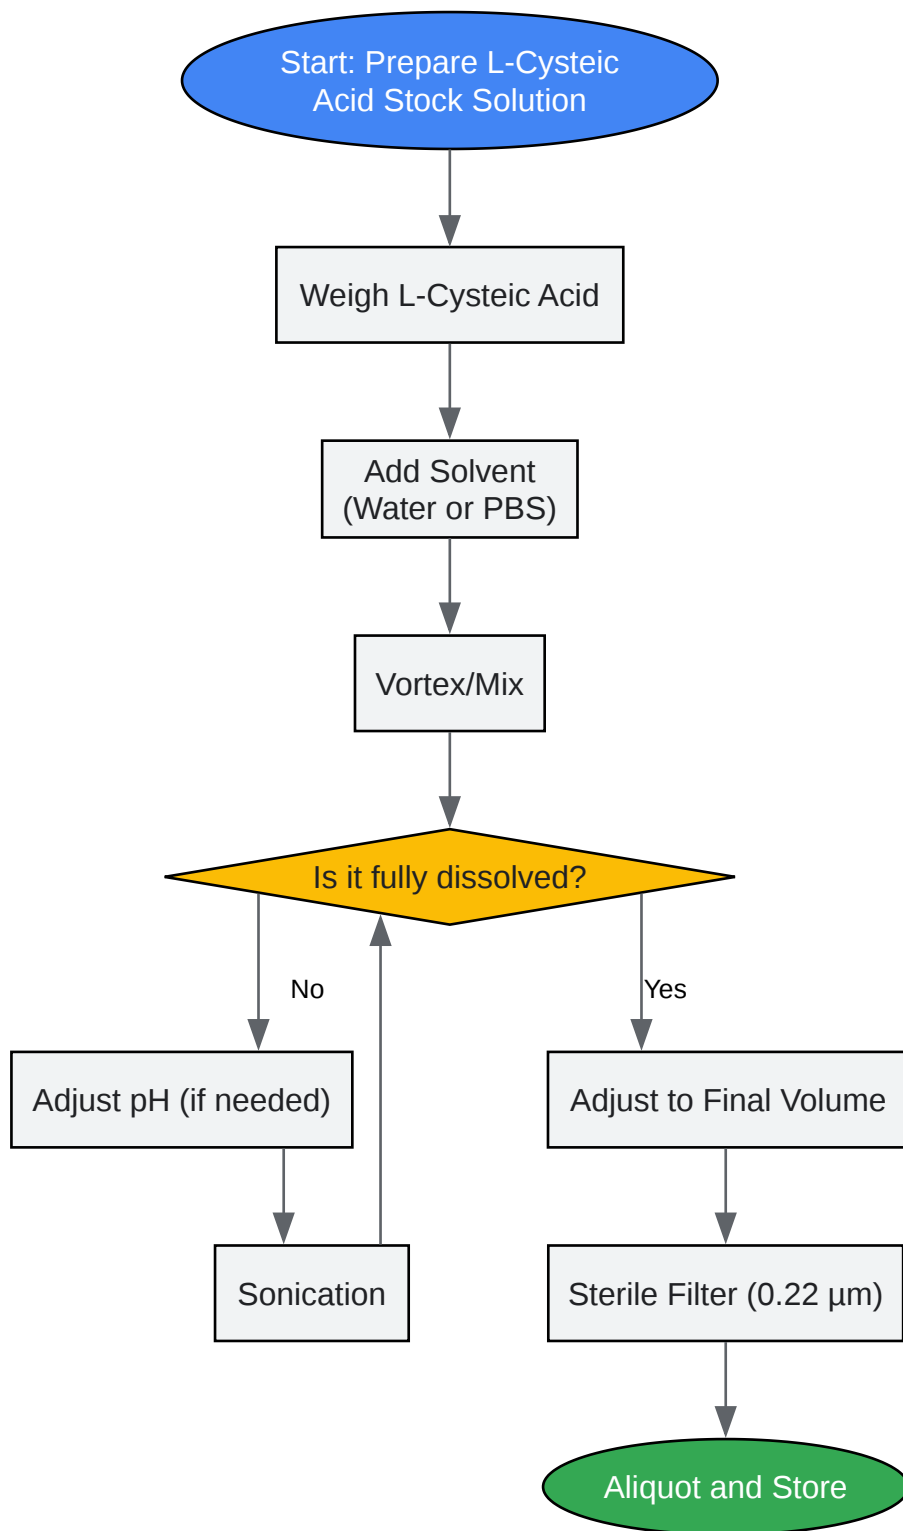 Start: Prepare L-Cysteic
Acid Stock Solution
Weigh L-Cysteic Acid
Add Solvent
(Water or PBS)
Vortex/Mix
Is it fully dissolved?
No
Yes
Adjust pH (if needed)
Adjust to Final Volume
Sonication
Sterile Filter (0.22 µm)
Aliquot and Store